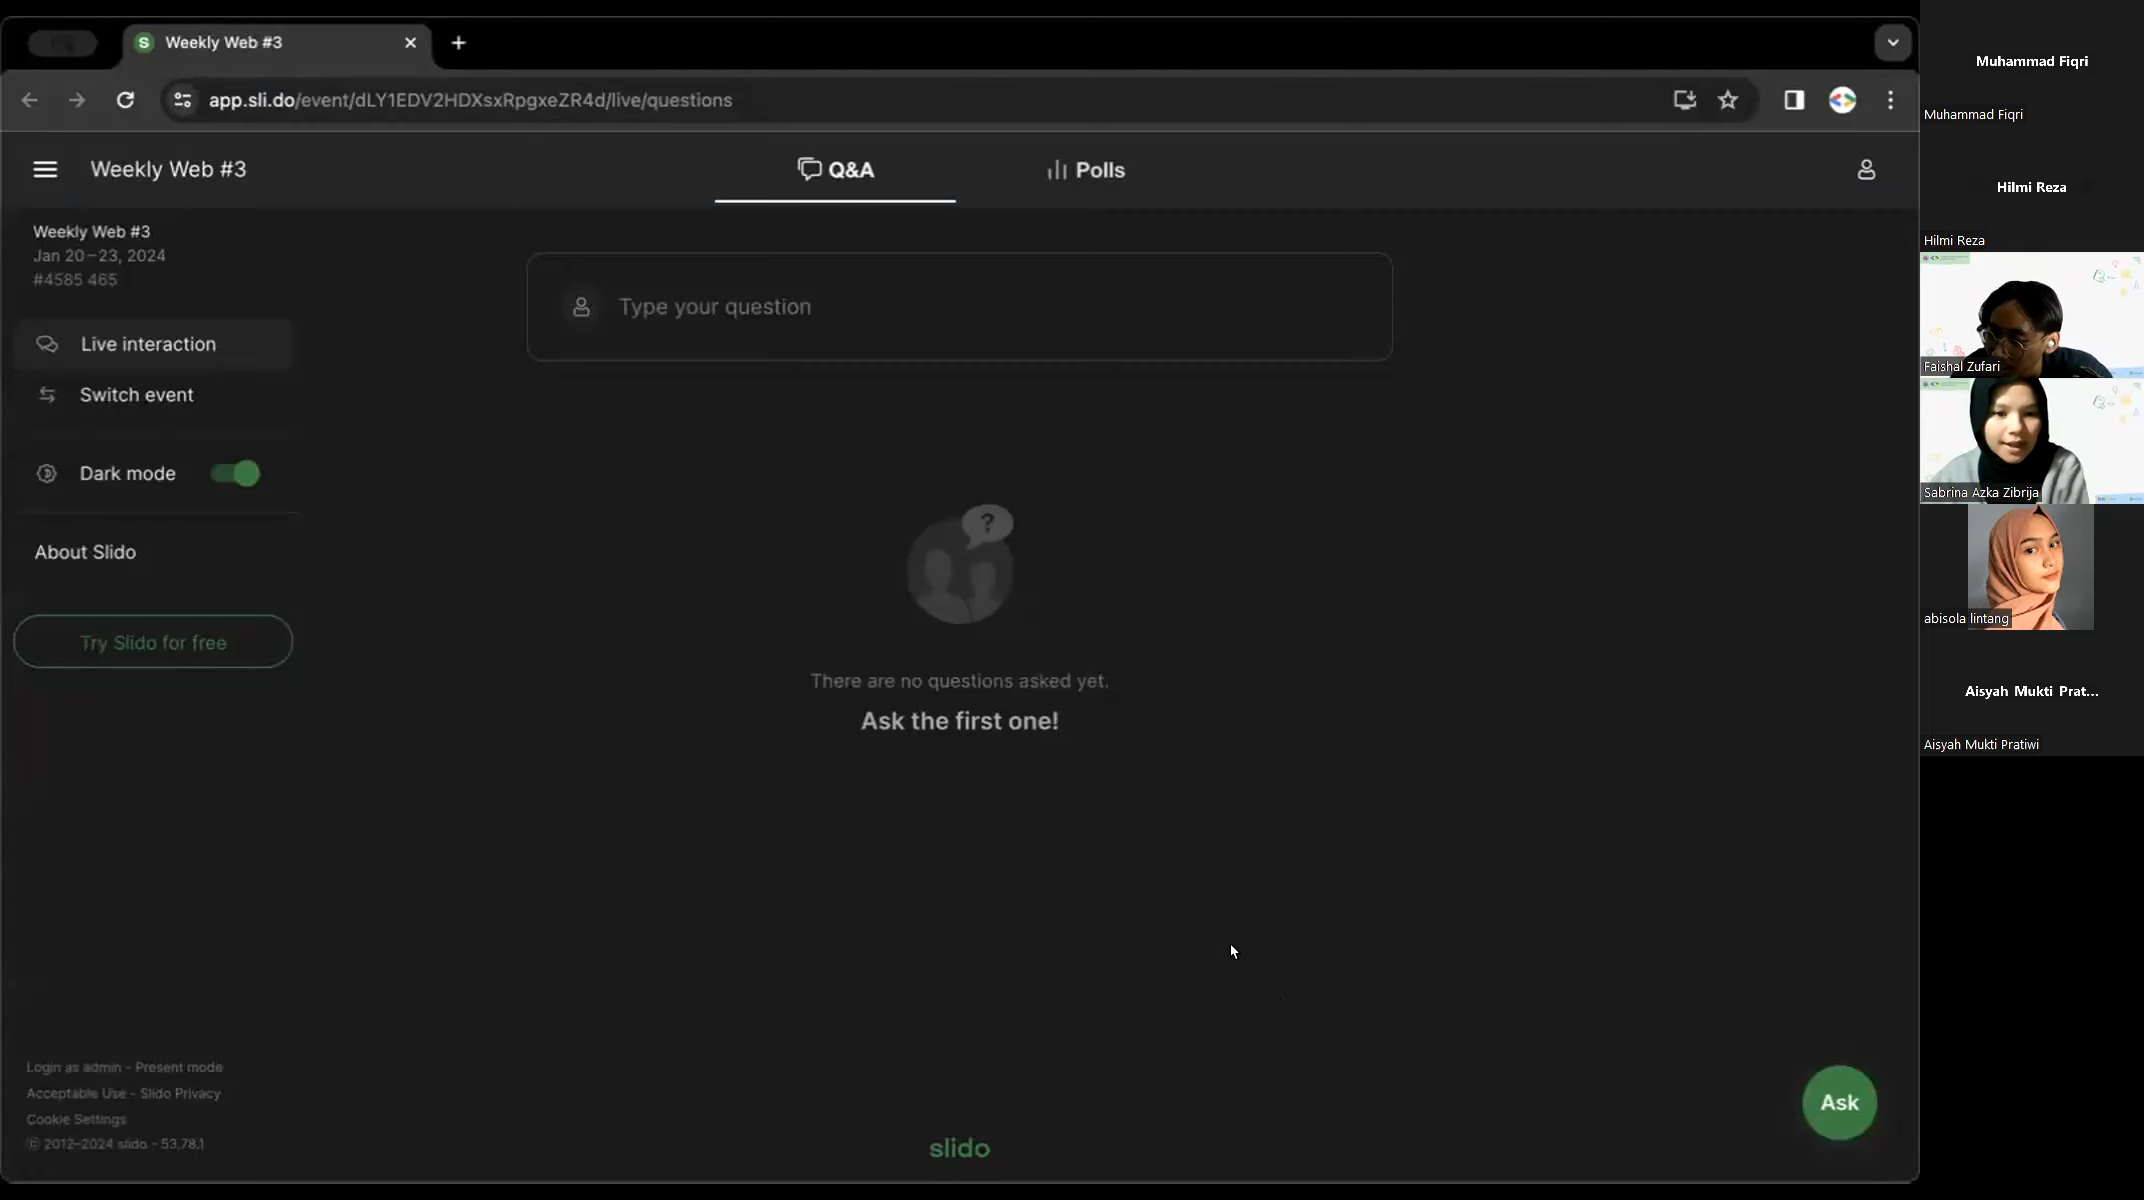 Weekly Web #3
app.sli.do/event/dLY1EDV2HDXsxRpgxeZR4d/live/questions
Weekly Web #3
Q&A
Polls
Weekly Web #3
Jan 20–23, 2024
#4585 465
Live interaction
Switch event
Dark mode
About Slido
Try Slido for free
Type your question
?
There are no questions asked yet.
Ask the first one!
Login as admin - Present mode
Acceptable Use - Slido Privacy
Cookie Settings
© 2012–2024 slido - 53.78.1
slido
Ask
Muhammad Fiqri
Muhammad Fiqri
Hilmi Reza
Hilmi Reza
Faishal Zufari
Sabrina Azka Zibrija
abisola lintang
Aisyah Mukti Prat...
Aisyah Mukti Pratiwi